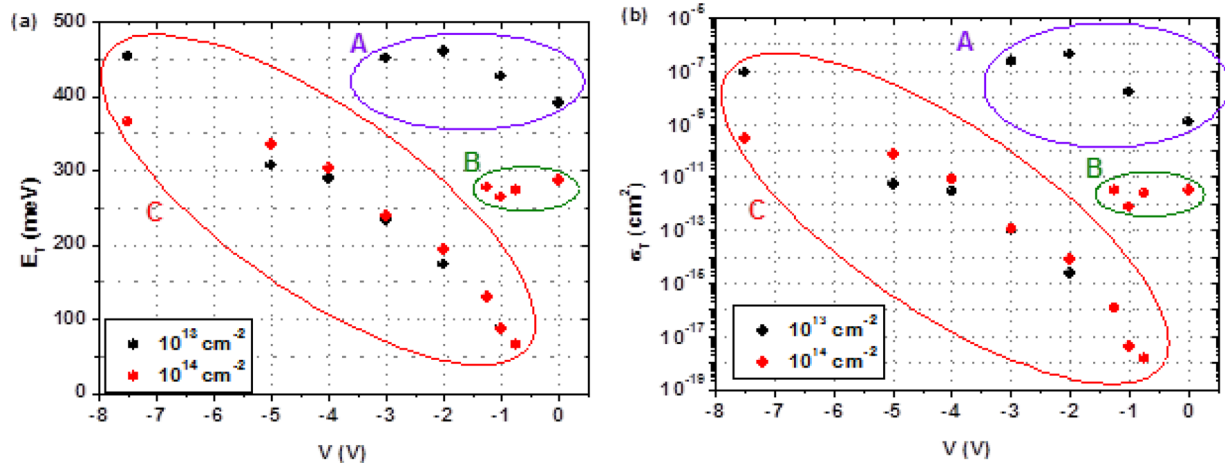 (a)
500
400
300
200
100
0
E_T (meV)
A
B
C
10^13 cm^-2
10^14 cm^-2
-8 -7 -6 -5 -4 -3 -2 -1 0
V (V)
(b)
10^-5
10^-7
10^-9
10^-11
10^-13
10^-15
10^-17
10^-19
σ_T (cm^2)
A
B
C
10^13 cm^-2
10^14 cm^-2
-8 -7 -6 -5 -4 -3 -2 -1 0
V (V)